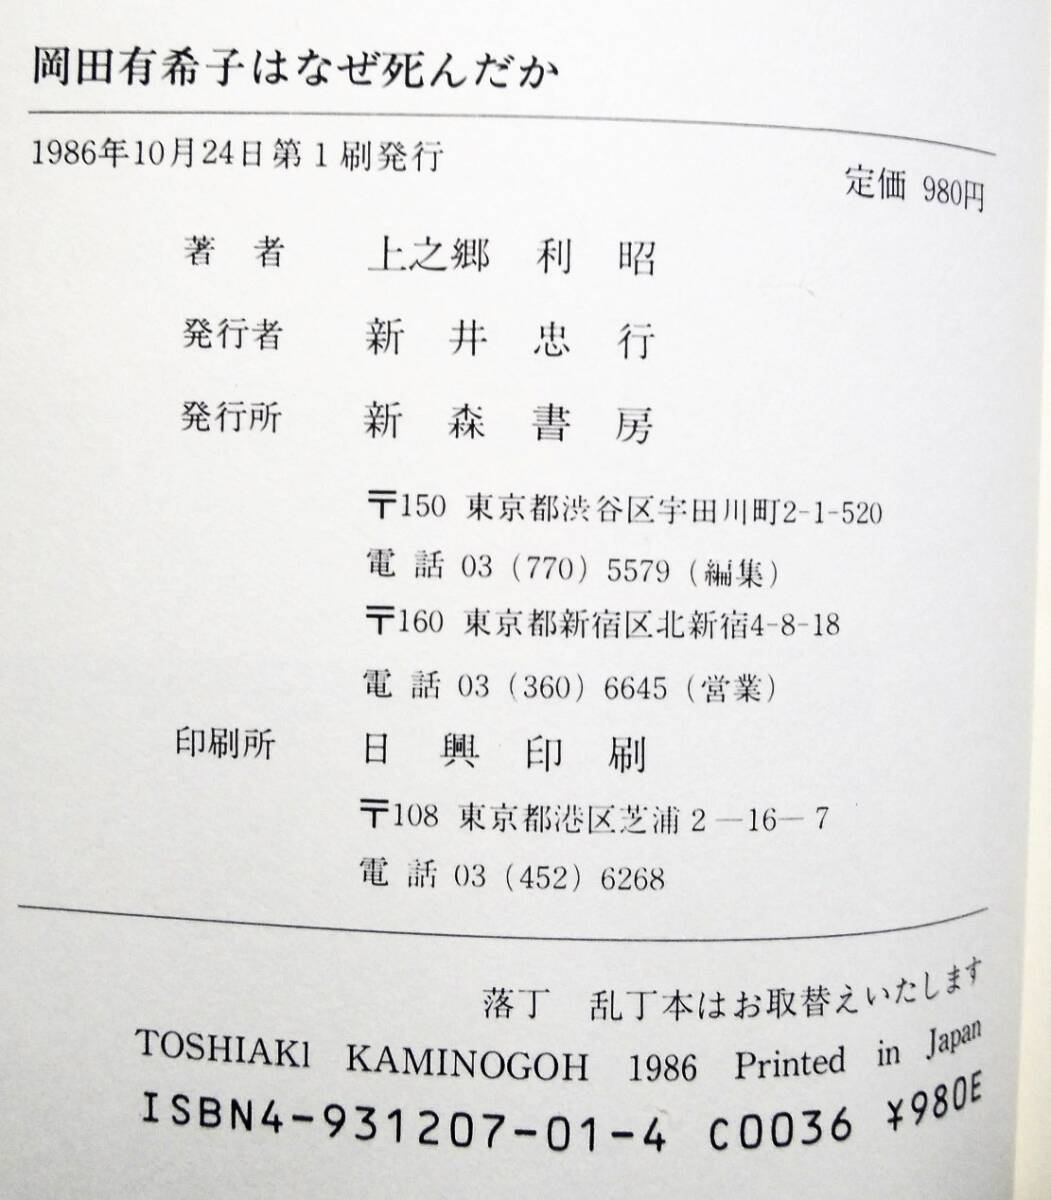 岡田有希子はなぜ死んだか
1986年10月24日第1刷発行
定価 980円
著者 上之郷利昭
発行者 新井忠行
発行所 新森書房
〒150 東京都渋谷区宇田川町2-1-520
電話 03(770)5579(編集)
〒160 東京都新宿区北新宿4-8-18
電話 03(360)6645(営業)
印刷所 日興印刷
〒108 東京都港区芝浦2-16-7
電話 03(452)6268
落丁 乱丁本はお取替えいたします
TOSHIAKI KAMINOGOH 1986 Printed in Japan
ISBN4-931207-01-4 C0036 ¥980E